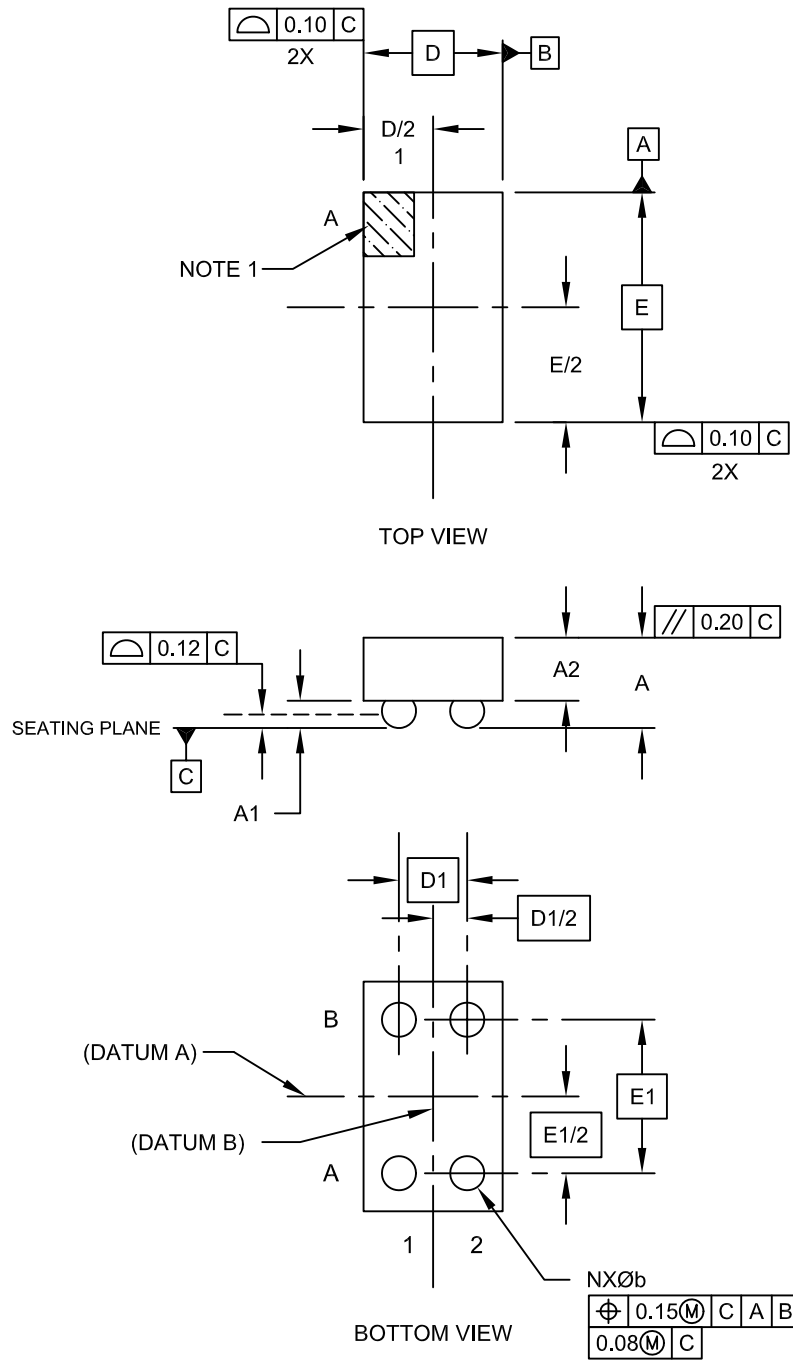 ⌓ 0.10 C
2X
D
B
D/2
1
A
A
NOTE 1
E
E/2
⌓ 0.10 C
2X
TOP VIEW
⌓ 0.12 C
// 0.20 C
A2
A
SEATING PLANE
C
A1
D1
D1/2
B
(DATUM A)
E1
(DATUM B)
E1/2
A
1 2
NXØb
⌖ 0.15Ⓜ C A B
0.08Ⓜ C
BOTTOM VIEW